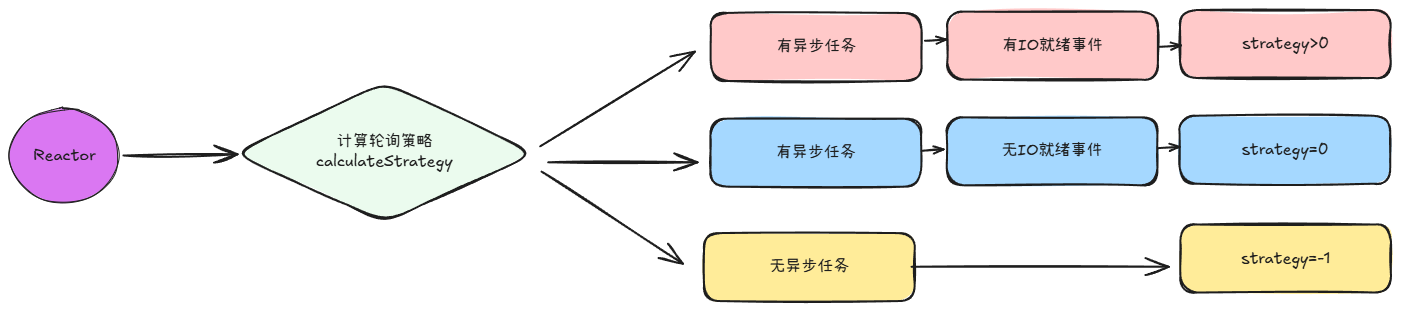 Reactor
计算轮询策略
calculateStrategy
有异步任务
有IO就绪事件
strategy>0
有异步任务
无IO就绪事件
strategy=0
无异步任务
strategy=-1